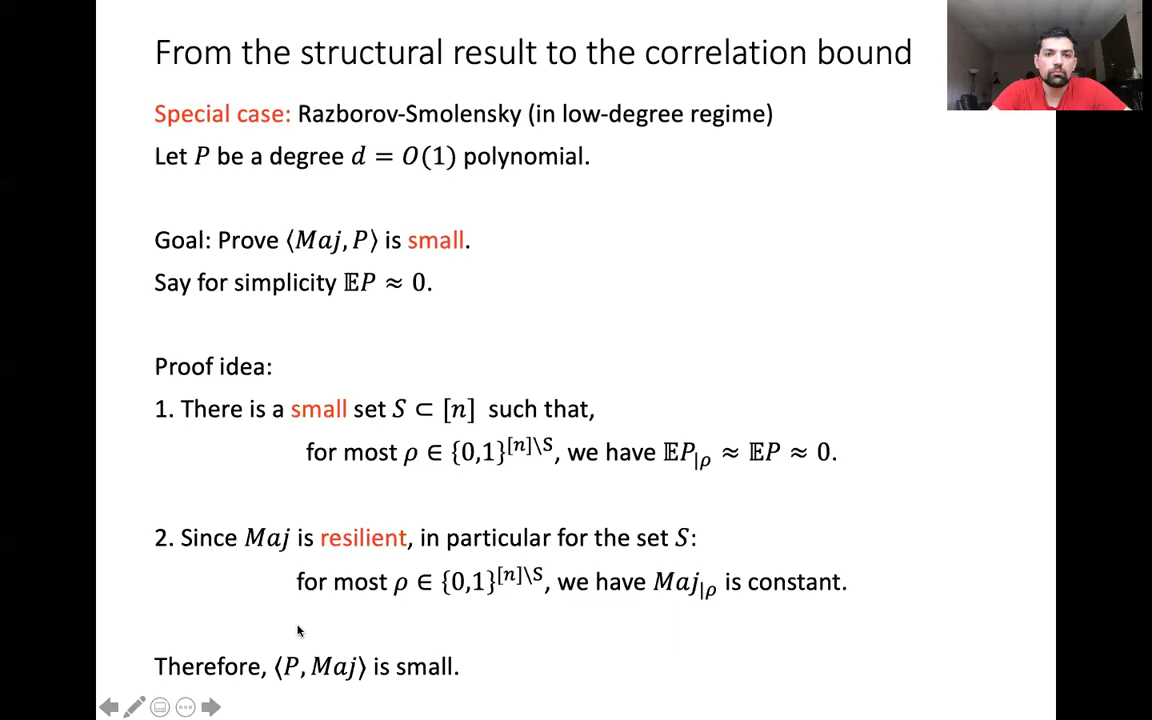 From the structural result to the correlation bound
Special case: Razborov-Smolensky (in low-degree regime)
Let P be a degree d = O(1) polynomial.
Goal: Prove ⟨Maj, P⟩ is small.
Say for simplicity 𝔼P ≈ 0.
Proof idea:
1. There is a small set S ⊂ [n] such that,
for most ρ ∈ {0,1}^{[n]\S}, we have 𝔼P_{|ρ} ≈ 𝔼P ≈ 0.
2. Since Maj is resilient, in particular for the set S:
for most ρ ∈ {0,1}^{[n]\S}, we have Maj_{|ρ} is constant.
Therefore, ⟨P, Maj⟩ is small.